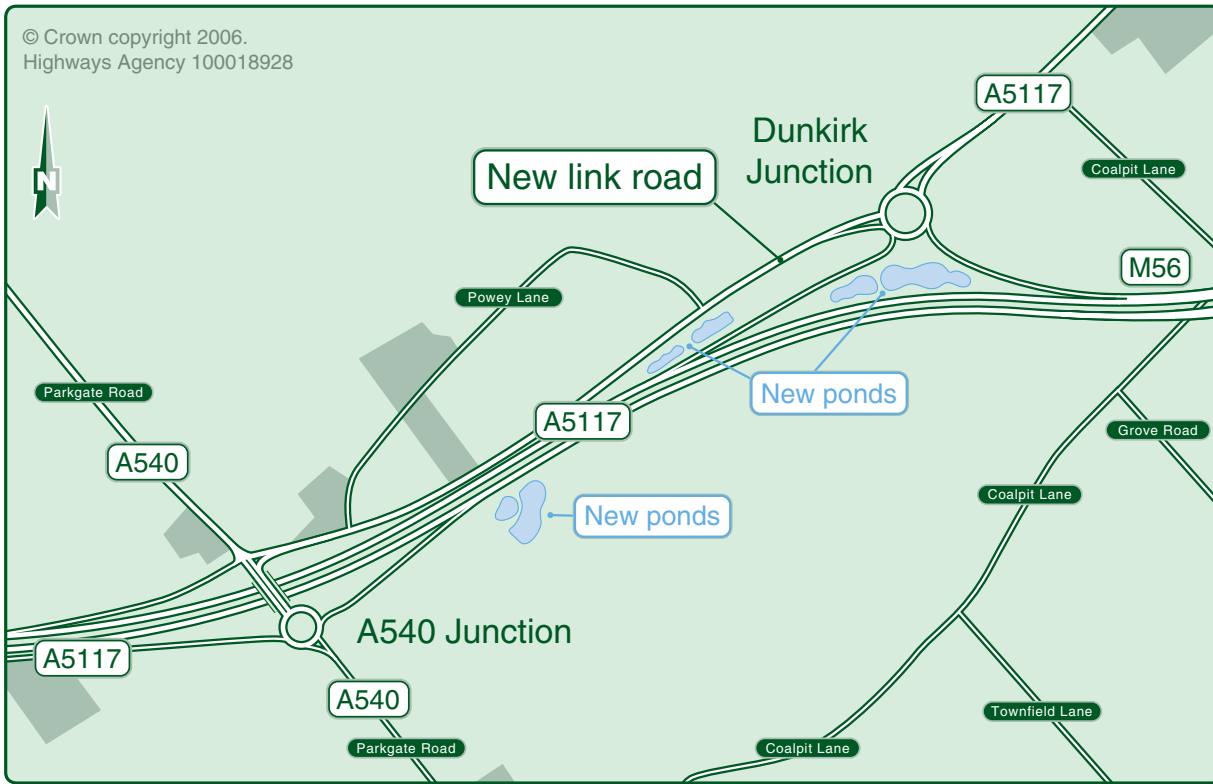 © Crown copyright 2006.
Highways Agency 100018928
N
A5117
Dunkirk
Junction
Coalpit Lane
New link road
M56
Powey Lane
Parkgate Road
New ponds
A5117
Grove Road
A540
Coalpit Lane
New ponds
A540 Junction
A5117
A540
Townfield Lane
Parkgate Road
Coalpit Lane